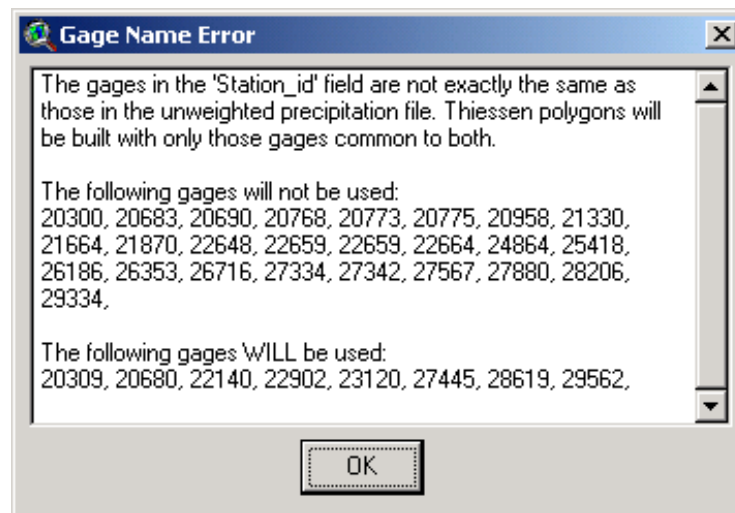 Gage Name Error
The gages in the 'Station_id' field are not exactly the same as
those in the unweighted precipitation file. Thiessen polygons will
be built with only those gages common to both.
The following gages will not be used:
20300, 20683, 20690, 20768, 20773, 20775, 20958, 21330,
21664, 21870, 22648, 22659, 22659, 22664, 24864, 25418,
26186, 26353, 26716, 27334, 27342, 27567, 27880, 28206,
29334,
The following gages WILL be used:
20309, 20680, 22140, 22902, 23120, 27445, 28619, 29562,
OK